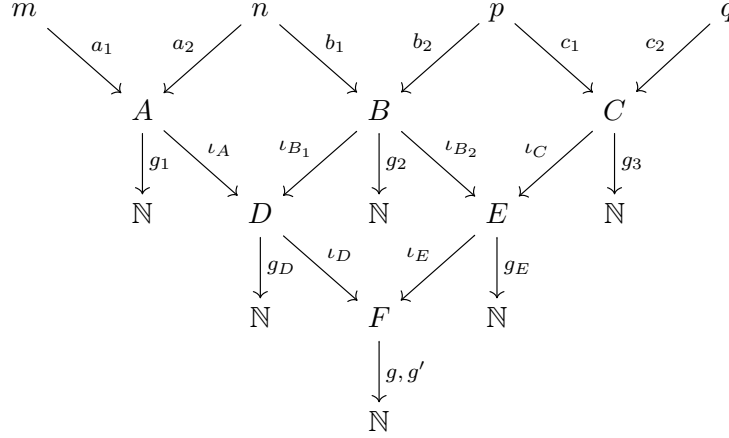 m n p q
a₁ a₂ b₁ b₂ c₁ c₂
A B C
g₁ ι_A ι_{B₁} g₂ ι_{B₂} ι_C g₃
ℕ D ℕ E ℕ
g_D ι_D ι_E g_E
ℕ F ℕ
g, g′
ℕ